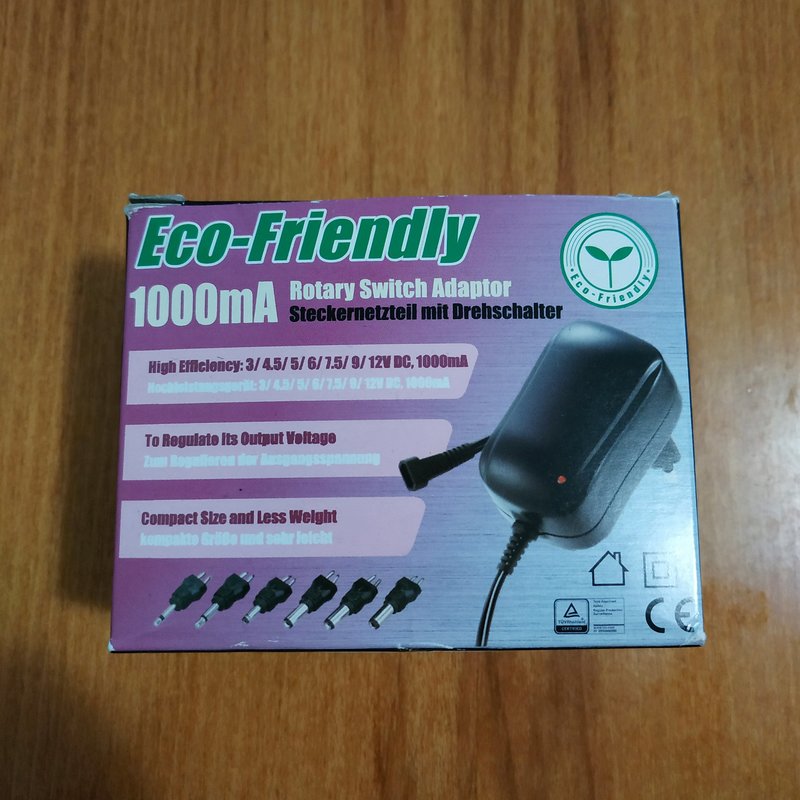 Eco-Friendly
Eco-Friendly
1000mA Rotary Switch Adaptor
Steckernetzteil mit Drehschalter
High Efficiency: 3/ 4.5/ 5/ 6/ 7.5/ 9/ 12V DC, 1000mA
Hochleistungsgerät: 3/ 4.5/ 5/ 6/ 7.5/ 9/ 12V DC, 1000mA
To Regulate Its Output Voltage
Zum Regulieren der Ausgangsspannung
Compact Size and Less Weight
kompakte Größe und sehr leicht
TÜVRheinland
CERTIFIED
CE